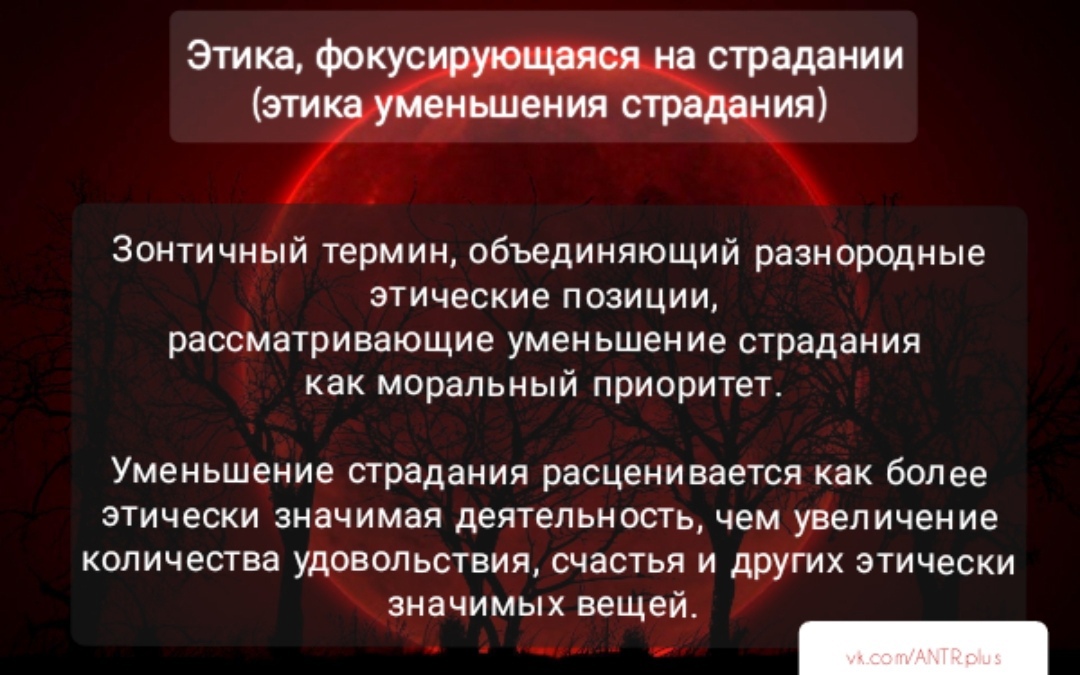 Этика, фокусирующаяся на страдании
(этика уменьшения страдания)
Зонтичный термин, объединяющий разнородные
этические позиции,
рассматривающие уменьшение страдания
как моральный приоритет.
Уменьшение страдания расценивается как более
этически значимая деятельность, чем увеличение
количества удовольствия, счастья и других этически
значимых вещей.
vk.com/ANTR.plus